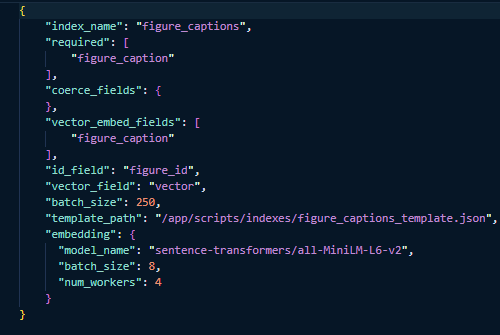 {
"index_name": "figure_captions",
"required": [
"figure_caption"
],
"coerce_fields": {
},
"vector_embed_fields": [
"figure_caption"
],
"id_field": "figure_id",
"vector_field": "vector",
"batch_size": 250,
"template_path": "/app/scripts/indexes/figure_captions_template.json",
"embedding": {
"model_name": "sentence-transformers/all-MiniLM-L6-v2",
"batch_size": 8,
"num_workers": 4
}
}